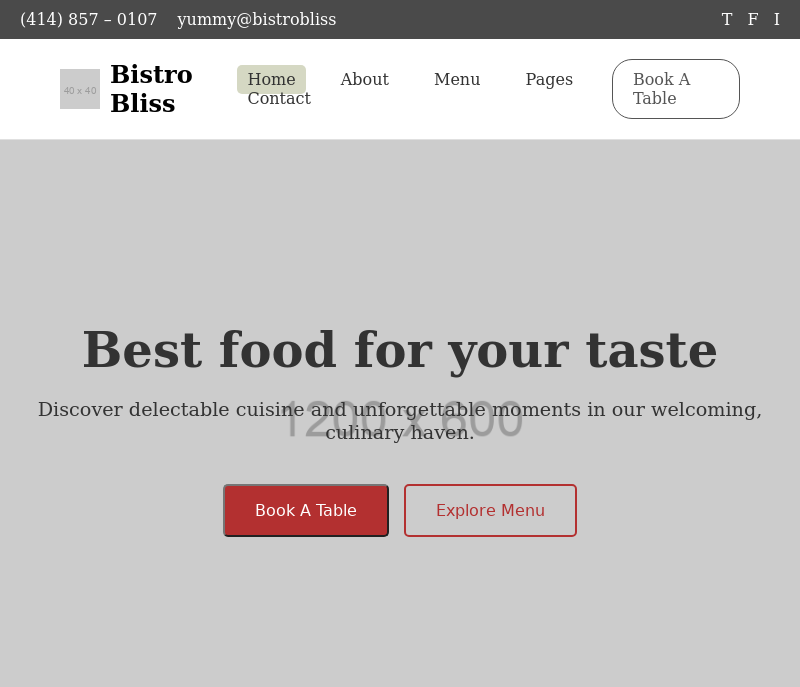 (414) 857 – 0107 yummy@bistrobliss T F I
40 x 40
Bistro
Bliss
Home About Menu Pages
Contact
Book A
Table
Best food for your taste
1200 x 600
Discover delectable cuisine and unforgettable moments in our welcoming,
culinary haven.
Book A Table Explore Menu